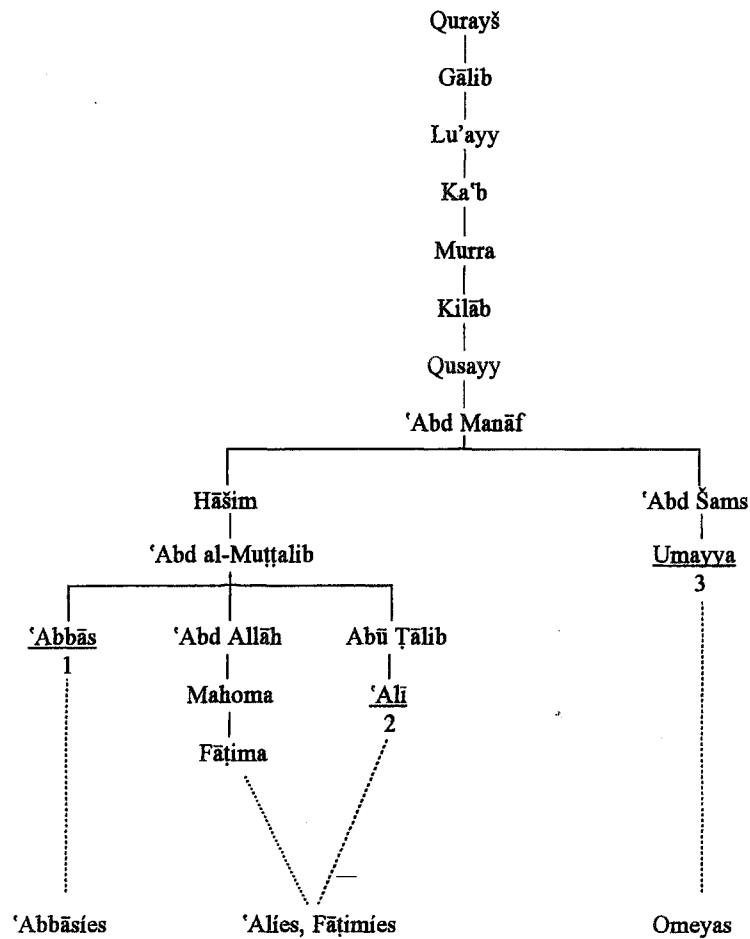 Qurayš
Gālib
Lu’ayy
Ka‘b
Murra
Kilāb
Qusayy
‘Abd Manāf
Hāšim ‘Abd Šams
‘Abd al-Muṭṭalib Umayya
3
‘Abbās ‘Abd Allāh Abū Ṭālib
1
Mahoma ‘Alī
2
Fāṭima
‘Abbāsíes ‘Alíes, Fāṭimíes Omeyas